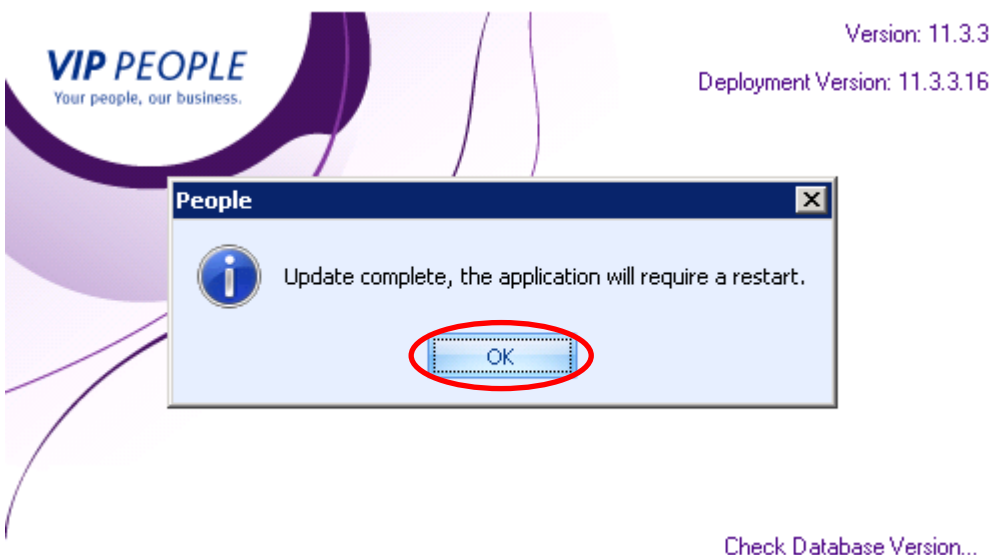 Version: 11.3.3
VIP PEOPLE
Deployment Version: 11.3.3.16
Your people, our business.
People
Update complete, the application will require a restart.
OK
Check Database Version...